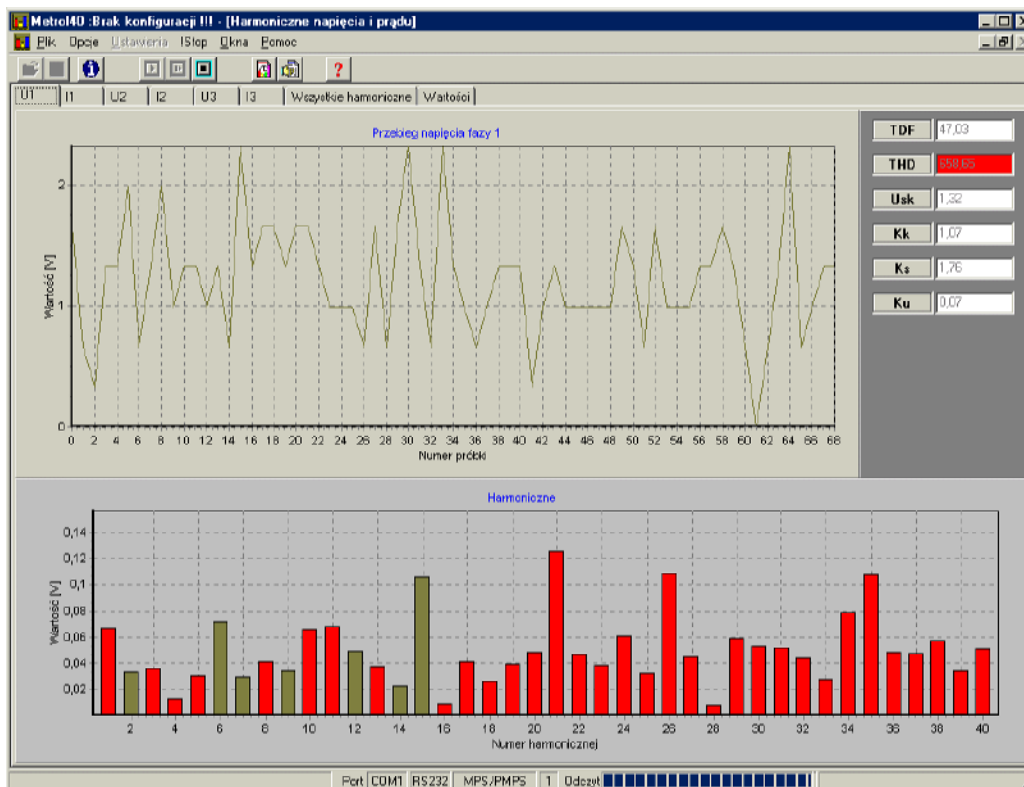 Metrol40 :Brak konfiguracji !!! - [Harmoniczne napięcia i prądu]
Plik Opcje Ustawienia !Stop Okna Pomoc
U1 I1 U2 I2 U3 I3 Wszystkie harmoniczne Wartości
Przebieg napięcia fazy 1
TDF 47,03
THD 658,65
Usk 1,32
Kk 1,07
Ks 1,76
Ku 0,07
Wartość [V]
2
1
0
0 2 4 6 8 10 12 14 16 18 20 22 24 26 28 30 32 34 36 38 40 42 44 46 48 50 52 54 56 58 60 62 64 66 68
Numer próbki
Harmoniczne
Wartość [V]
0,14
0,12
0,1
0,08
0,06
0,04
0,02
2 4 6 8 10 12 14 16 18 20 22 24 26 28 30 32 34 36 38 40
Numer harmonicznej
Port COM1 RS232 MPS/PMPS 1 Odczyt